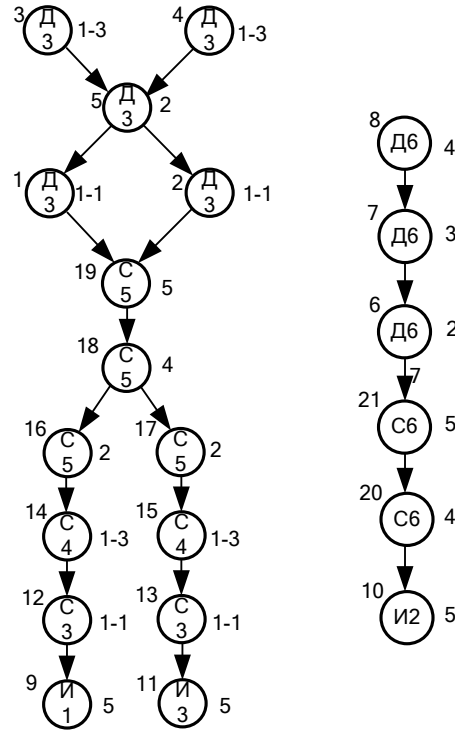 3 Д 3 1-3
4 Д 3 1-3
5 Д 3 2
1 Д 3 1-1
2 Д 3 1-1
19 С 5 5
18 С 5 4
16 С 5 2
17 С 5 2
14 С 4 1-3
15 С 4 1-3
12 С 3 1-1
13 С 3 1-1
9 И 1 5
11 И 3 5
8 Д6 4
7 Д6 3
6 Д6 2
7
21 С6 5
20 С6 4
10 И2 5